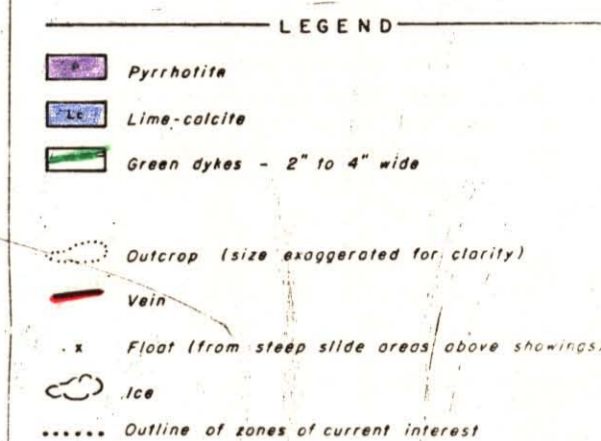 LEGEND
P Pyrrhotite
Lc Lime-calcite
Green dykes - 2" to 4" wide
Outcrop (size exaggerated for clarity)
Vein
x Float (from steep slide areas above showings)
Ice
Outline of zones of current interest